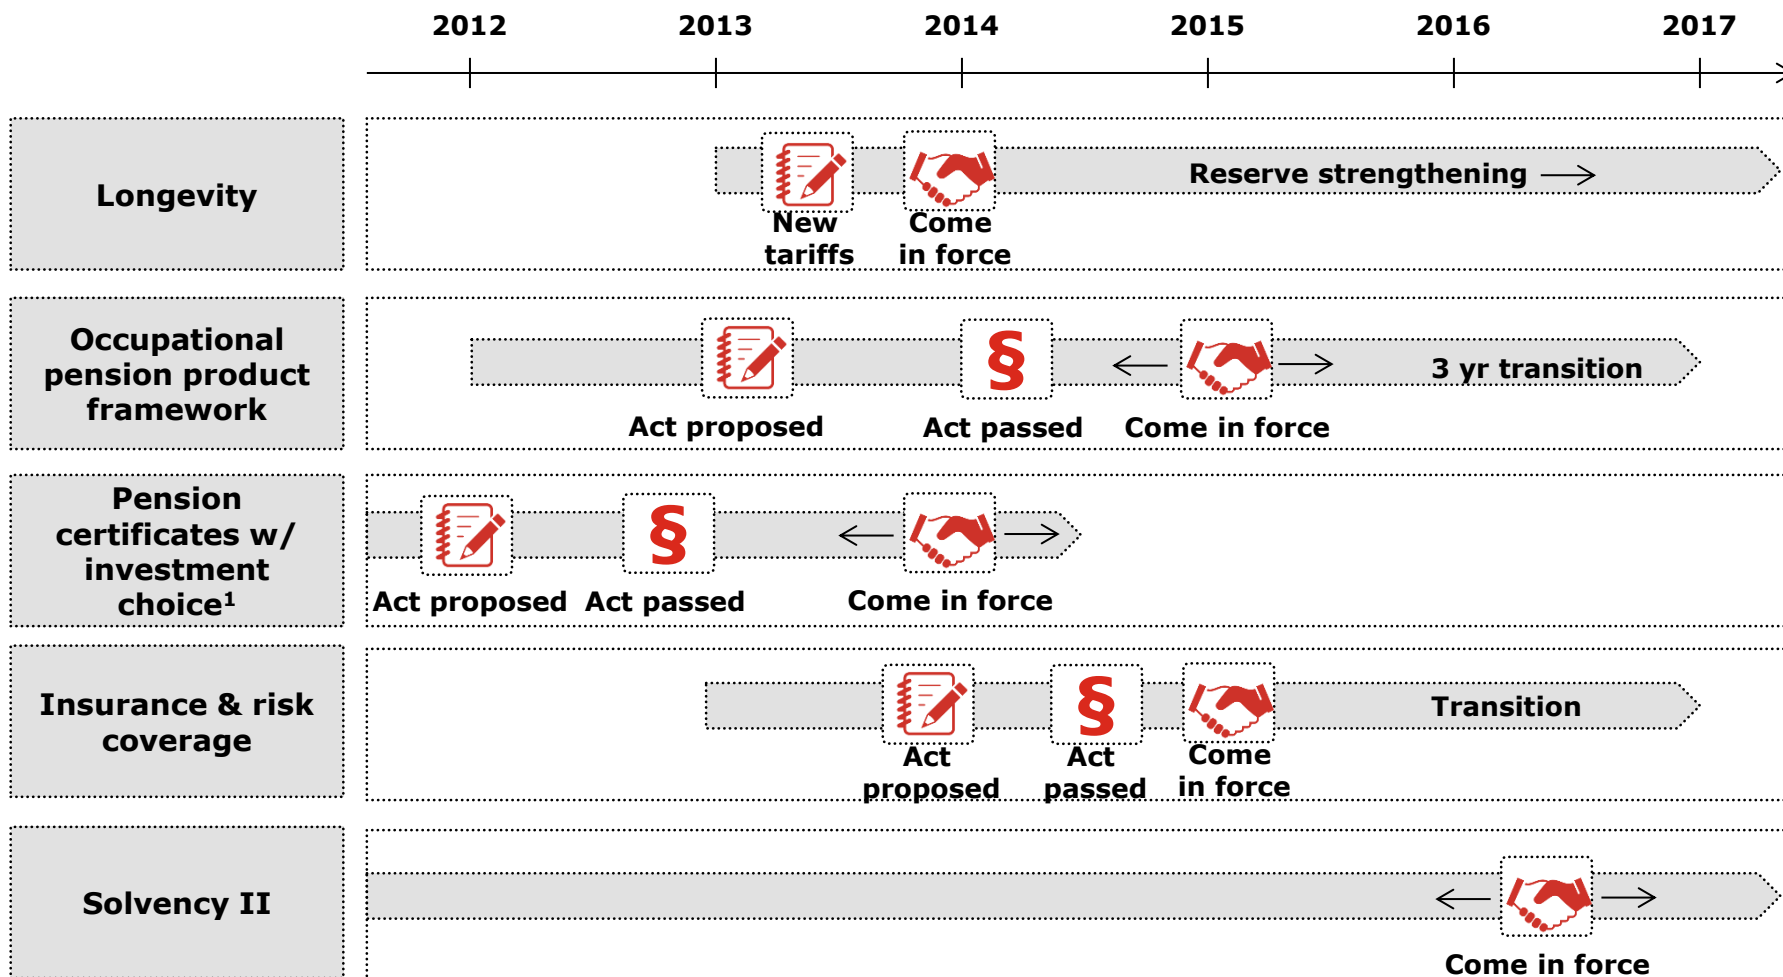 2012 2013 2014 2015 2016 2017
Longevity
New
tariffs
Come
in force
Reserve strengthening
Occupational
pension product
framework
§
3 yr transition
Act proposed
Act passed
Come in force
Pension
certificates w/
investment
choice¹
§
Act proposed
Act passed
Come in force
Insurance & risk
coverage
§
Transition
Act
proposed
Act
passed
Come
in force
Solvency II
Come in force